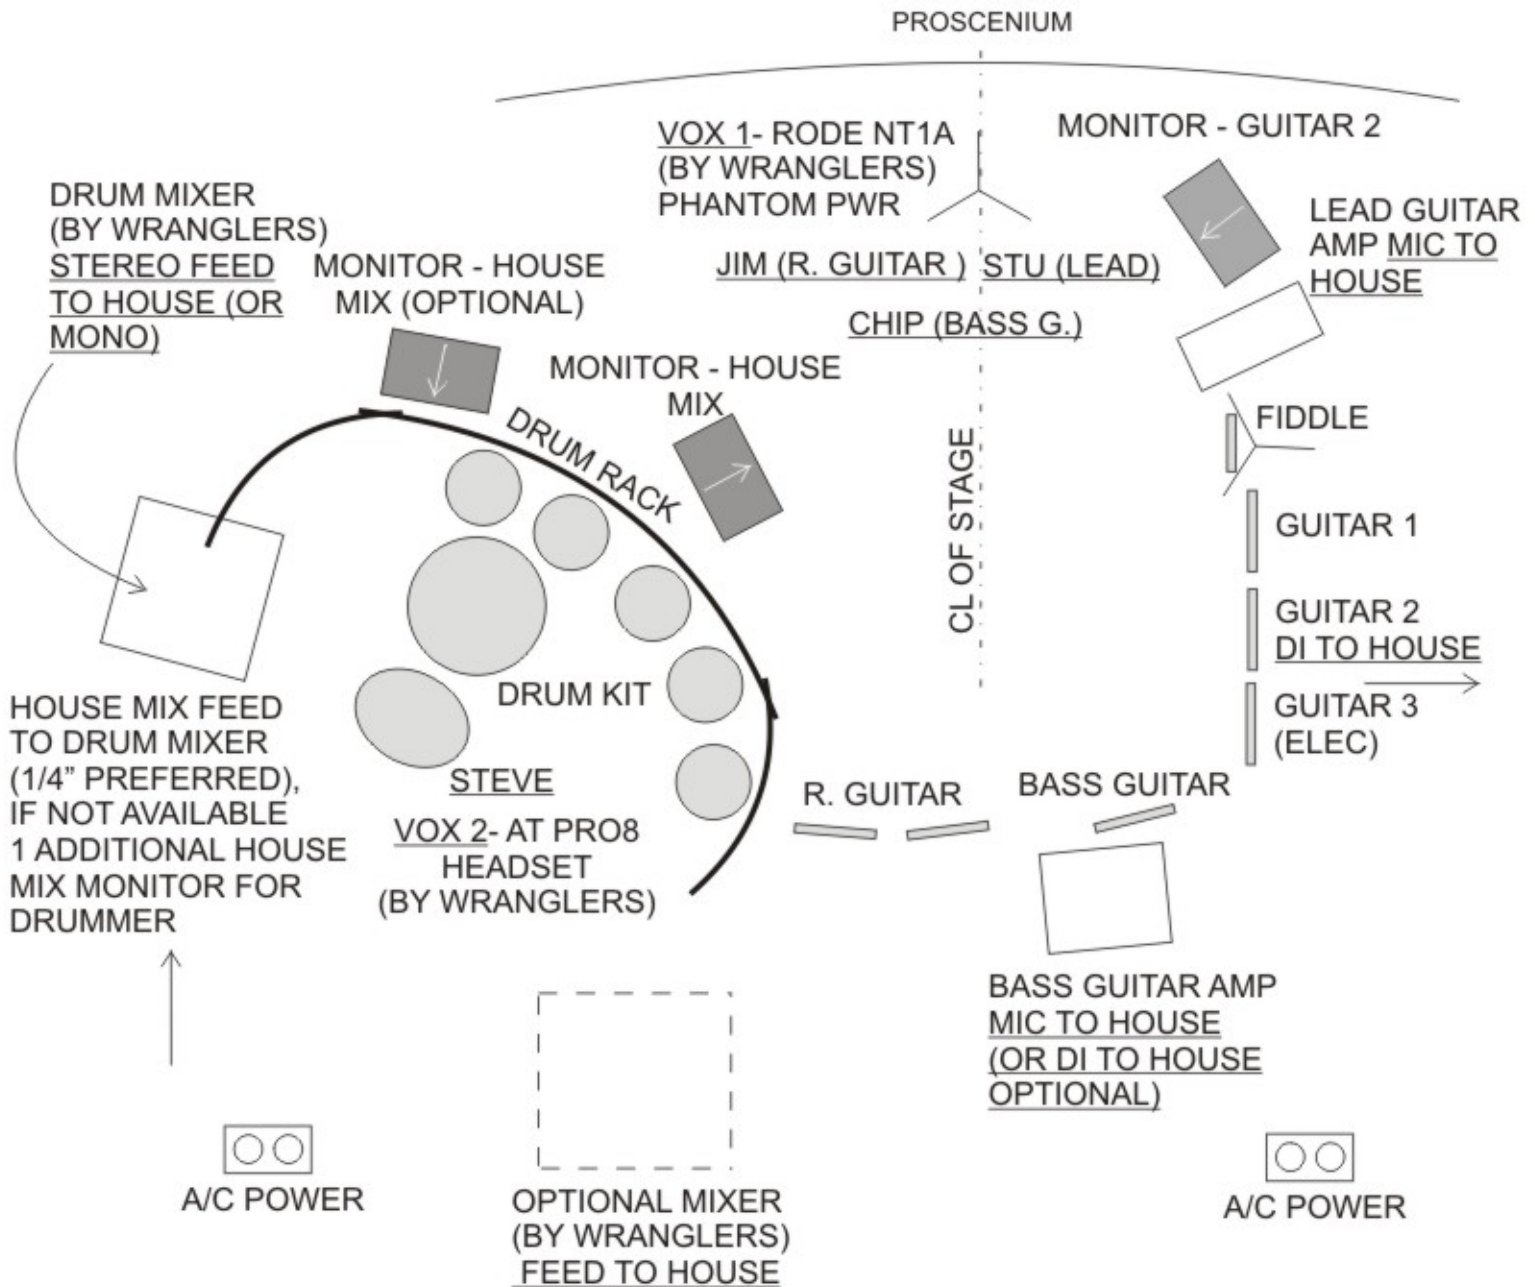 PROSCENIUM
VOX 1- RODE NT1A
(BY WRANGLERS)
PHANTOM PWR
MONITOR - GUITAR 2
DRUM MIXER
(BY WRANGLERS)
STEREO FEED
TO HOUSE (OR
MONO)
MONITOR - HOUSE
MIX (OPTIONAL)
JIM (R. GUITAR )
STU (LEAD)
CHIP (BASS G.)
LEAD GUITAR
AMP MIC TO
HOUSE
MONITOR - HOUSE
MIX
DRUM RACK
CL OF STAGE
FIDDLE
GUITAR 1
GUITAR 2
DI TO HOUSE
GUITAR 3
(ELEC)
DRUM KIT
HOUSE MIX FEED
TO DRUM MIXER
(1/4” PREFERRED),
IF NOT AVAILABLE
1 ADDITIONAL HOUSE
MIX MONITOR FOR
DRUMMER
STEVE
VOX 2- AT PRO8
HEADSET
(BY WRANGLERS)
R. GUITAR
BASS GUITAR
BASS GUITAR AMP
MIC TO HOUSE
(OR DI TO HOUSE
OPTIONAL)
A/C POWER
OPTIONAL MIXER
(BY WRANGLERS)
FEED TO HOUSE
A/C POWER